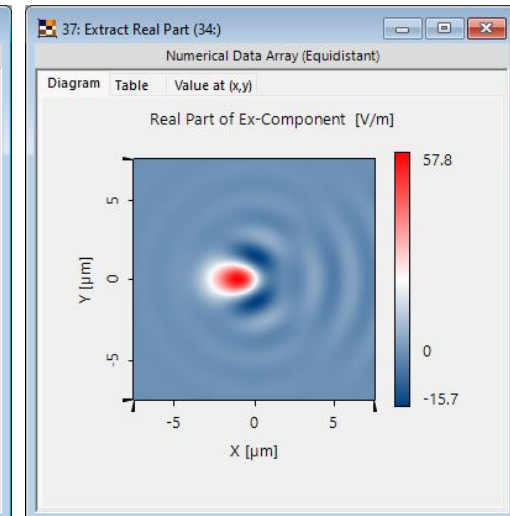 37: Extract Real Part (34:)
Numerical Data Array (Equidistant)
Diagram Table Value at (x,y)
Real Part of Ex-Component [V/m]
57.8
5
0
-5
Y [µm]
0
-15.7
-5 0 5
X [µm]